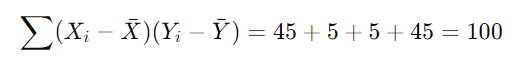 ∑(Xᵢ − X̄)(Yᵢ − Ȳ) = 45 + 5 + 5 + 45 = 100